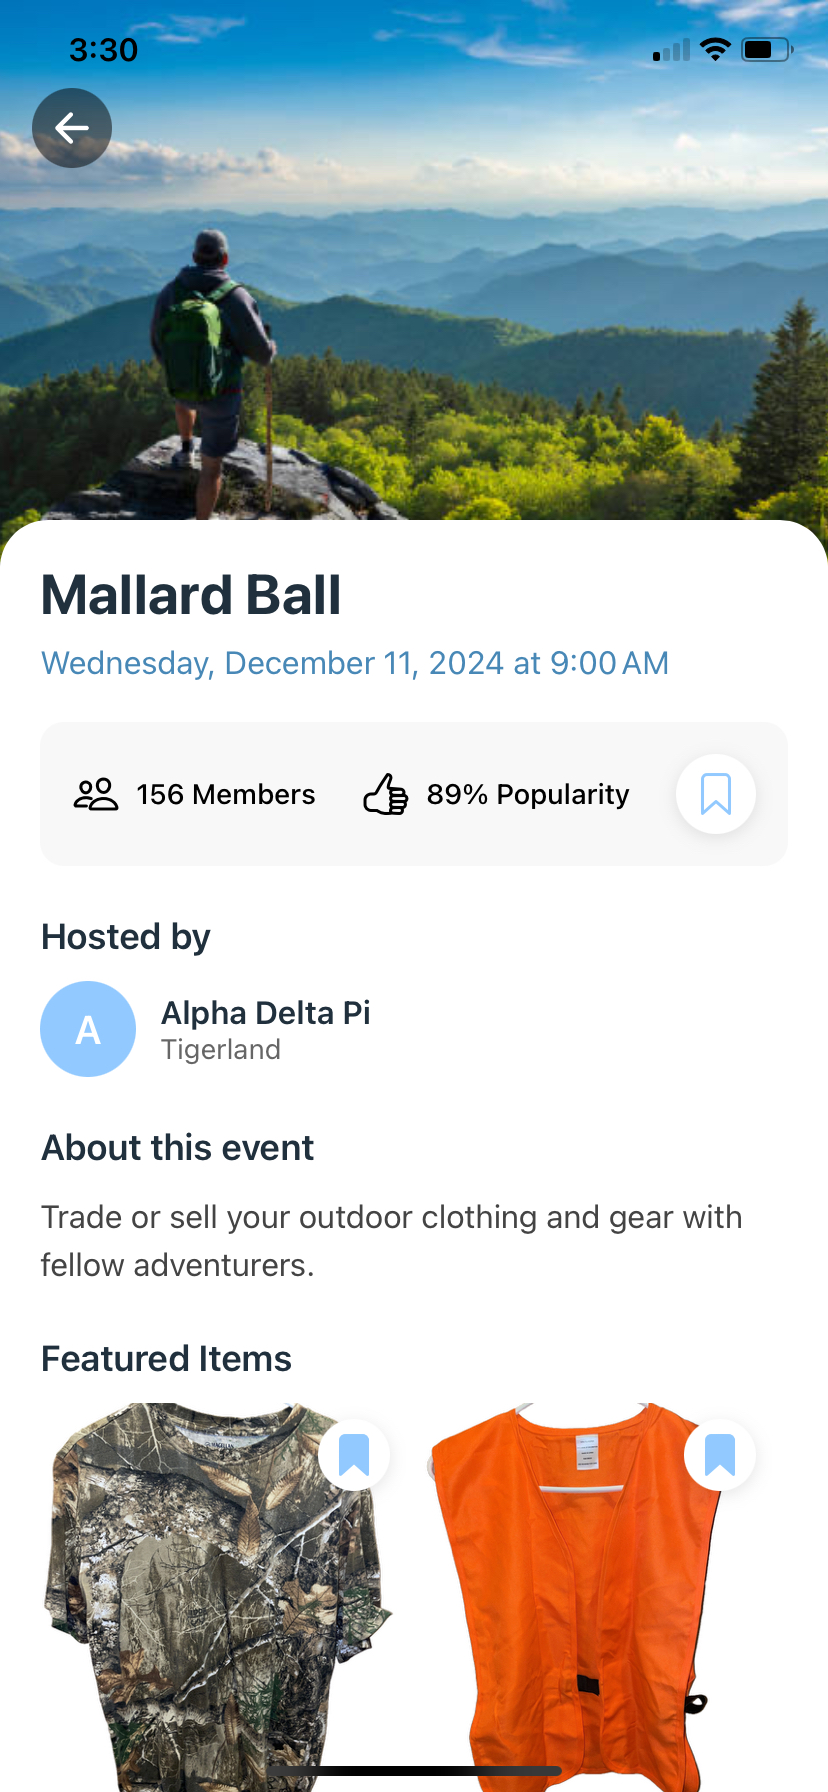 3:30
Mallard Ball
Wednesday, December 11, 2024 at 9:00 AM
156 Members
89% Popularity
Hosted by
A
Alpha Delta Pi
Tigerland
About this event
Trade or sell your outdoor clothing and gear with
fellow adventurers.
Featured Items
MAGELLAN